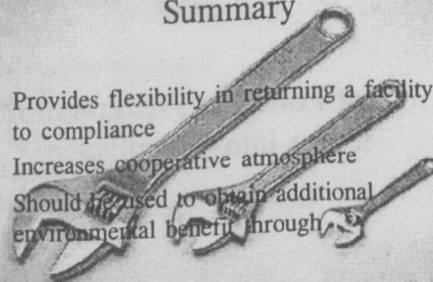 Summary
Provides flexibility in returning a facility
to compliance
Increases cooperative atmosphere
Should be used to obtain additional
environmental benefit through